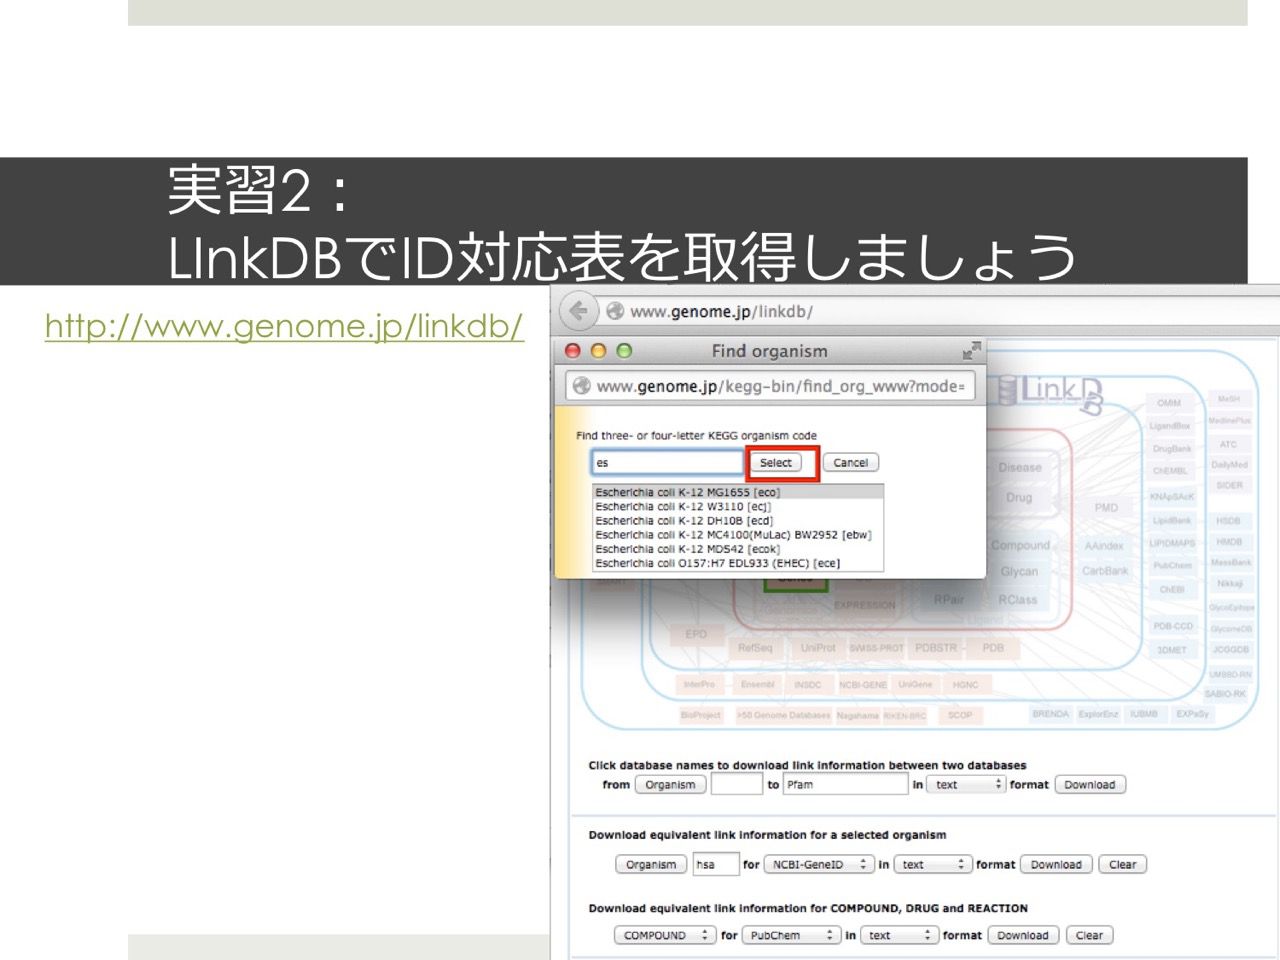 実習2：
LInkDBでID対応表を取得しましょう
http://www.genome.jp/linkdb/
www.genome.jp/linkdb/
Find organism
www.genome.jp/kegg-bin/find_org_www?mode=
Find three- or four-letter KEGG organism code
es Select Cancel
Escherichia coli K-12 MG1655 [eco]
Escherichia coli K-12 W3110 [ecj]
Escherichia coli K-12 DH10B [ecd]
Escherichia coli K-12 MC4100(MuLac) BW2952 [ebw]
Escherichia coli K-12 MDS42 [ecok]
Escherichia coli O157:H7 EDL933 (EHEC) [ece]
LinkDB
OMIM MeSH
LigandBox MedlinePlus
DrugBank ATC
ChEMBL DailyMed
Disease SIDER
Drug KNApSAcK
PMD LipidBank HSDB
Compound AAindex LIPIDMAPS HMDB
Glycan CarbBank PubChem MassBank
ChEBI Nikkaji
EXPRESSION RPair RClass GlycoEpitope
Ligand
EPD PDB-CCD GlycomeDB
RefSeq UniProt SWISS-PROT PDBSTR PDB 3DMET JCGGDB
InterPro Ensembl INSDC NCBI-GENE UniGene HGNC UMBBD-RN
SABIO-RK
BioProject >50 Genome Databases Nagahama RIKEN-BRC SCOP BRENDA ExplorEnz IUBMB EXPaSy
Click database names to download link information between two databases
from Organism to Pfam in text format Download
Download equivalent link information for a selected organism
Organism hsa for NCBI-GeneID in text format Download Clear
Download equivalent link information for COMPOUND, DRUG and REACTION
COMPOUND for PubChem in text format Download Clear